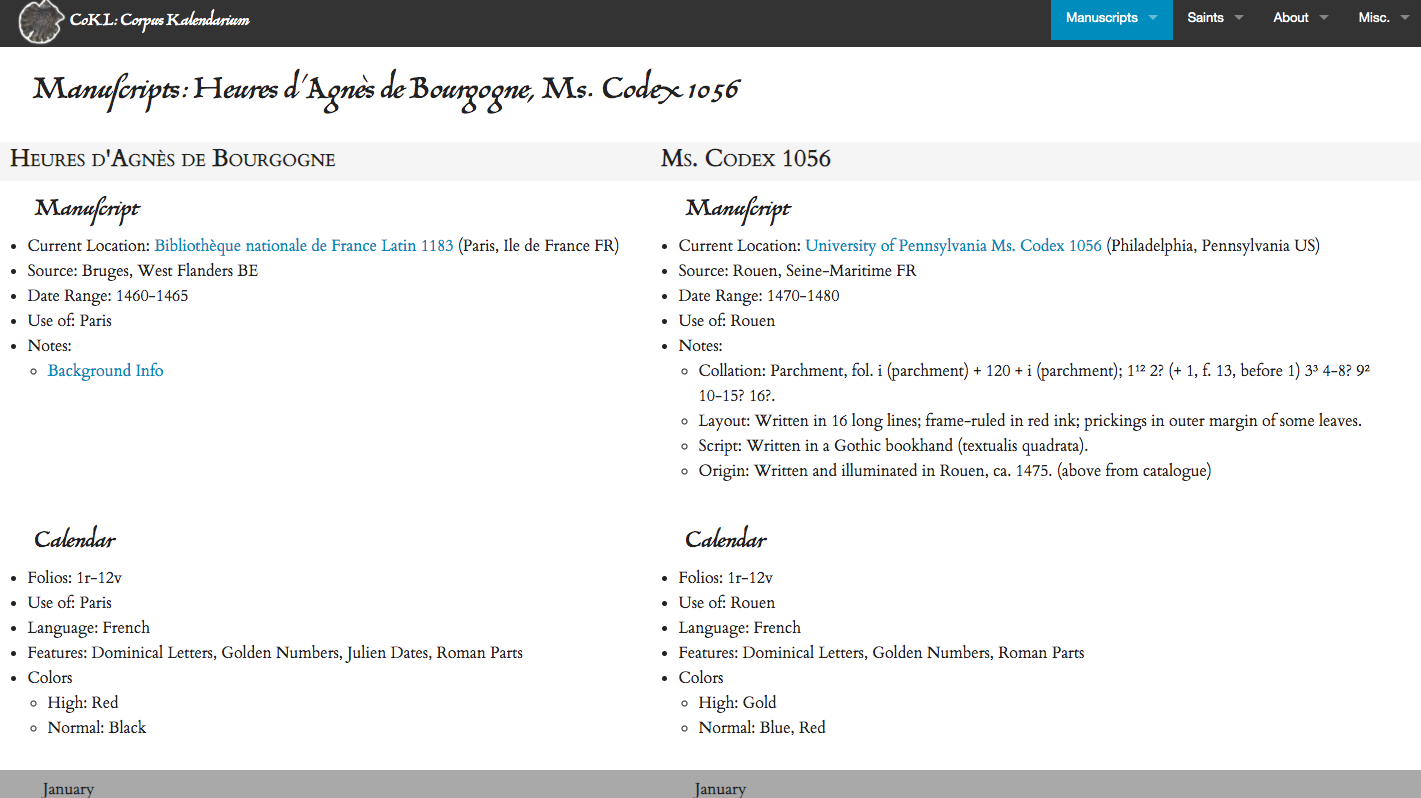 CoKL: Corpus Kalendarium
Manuscripts
Saints
About
Misc.
Manuscripts: Heures d'Agnès de Bourgogne, Ms. Codex 1056
Heures d'Agnès de Bourgogne
Manuscript
Current Location: Bibliothèque nationale de France Latin 1183 (Paris, Ile de France FR)
Source: Bruges, West Flanders BE
Date Range: 1460-1465
Use of: Paris
Notes:
Background Info
Calendar
Folios: 1r-12v
Use of: Paris
Language: French
Features: Dominical Letters, Golden Numbers, Julien Dates, Roman Parts
Colors
High: Red
Normal: Black
January
Ms. Codex 1056
Manuscript
Current Location: University of Pennsylvania Ms. Codex 1056 (Philadelphia, Pennsylvania US)
Source: Rouen, Seine-Maritime FR
Date Range: 1470-1480
Use of: Rouen
Notes:
Collation: Parchment, fol. i (parchment) + 120 + i (parchment); 1¹² 2? (+ 1, f. 13, before 1) 3³ 4-8? 9²
10-15? 16?.
Layout: Written in 16 long lines; frame-ruled in red ink; prickings in outer margin of some leaves.
Script: Written in a Gothic bookhand (textualis quadrata).
Origin: Written and illuminated in Rouen, ca. 1475. (above from catalogue)
Calendar
Folios: 1r-12v
Use of: Rouen
Language: French
Features: Dominical Letters, Golden Numbers, Roman Parts
Colors
High: Gold
Normal: Blue, Red
January